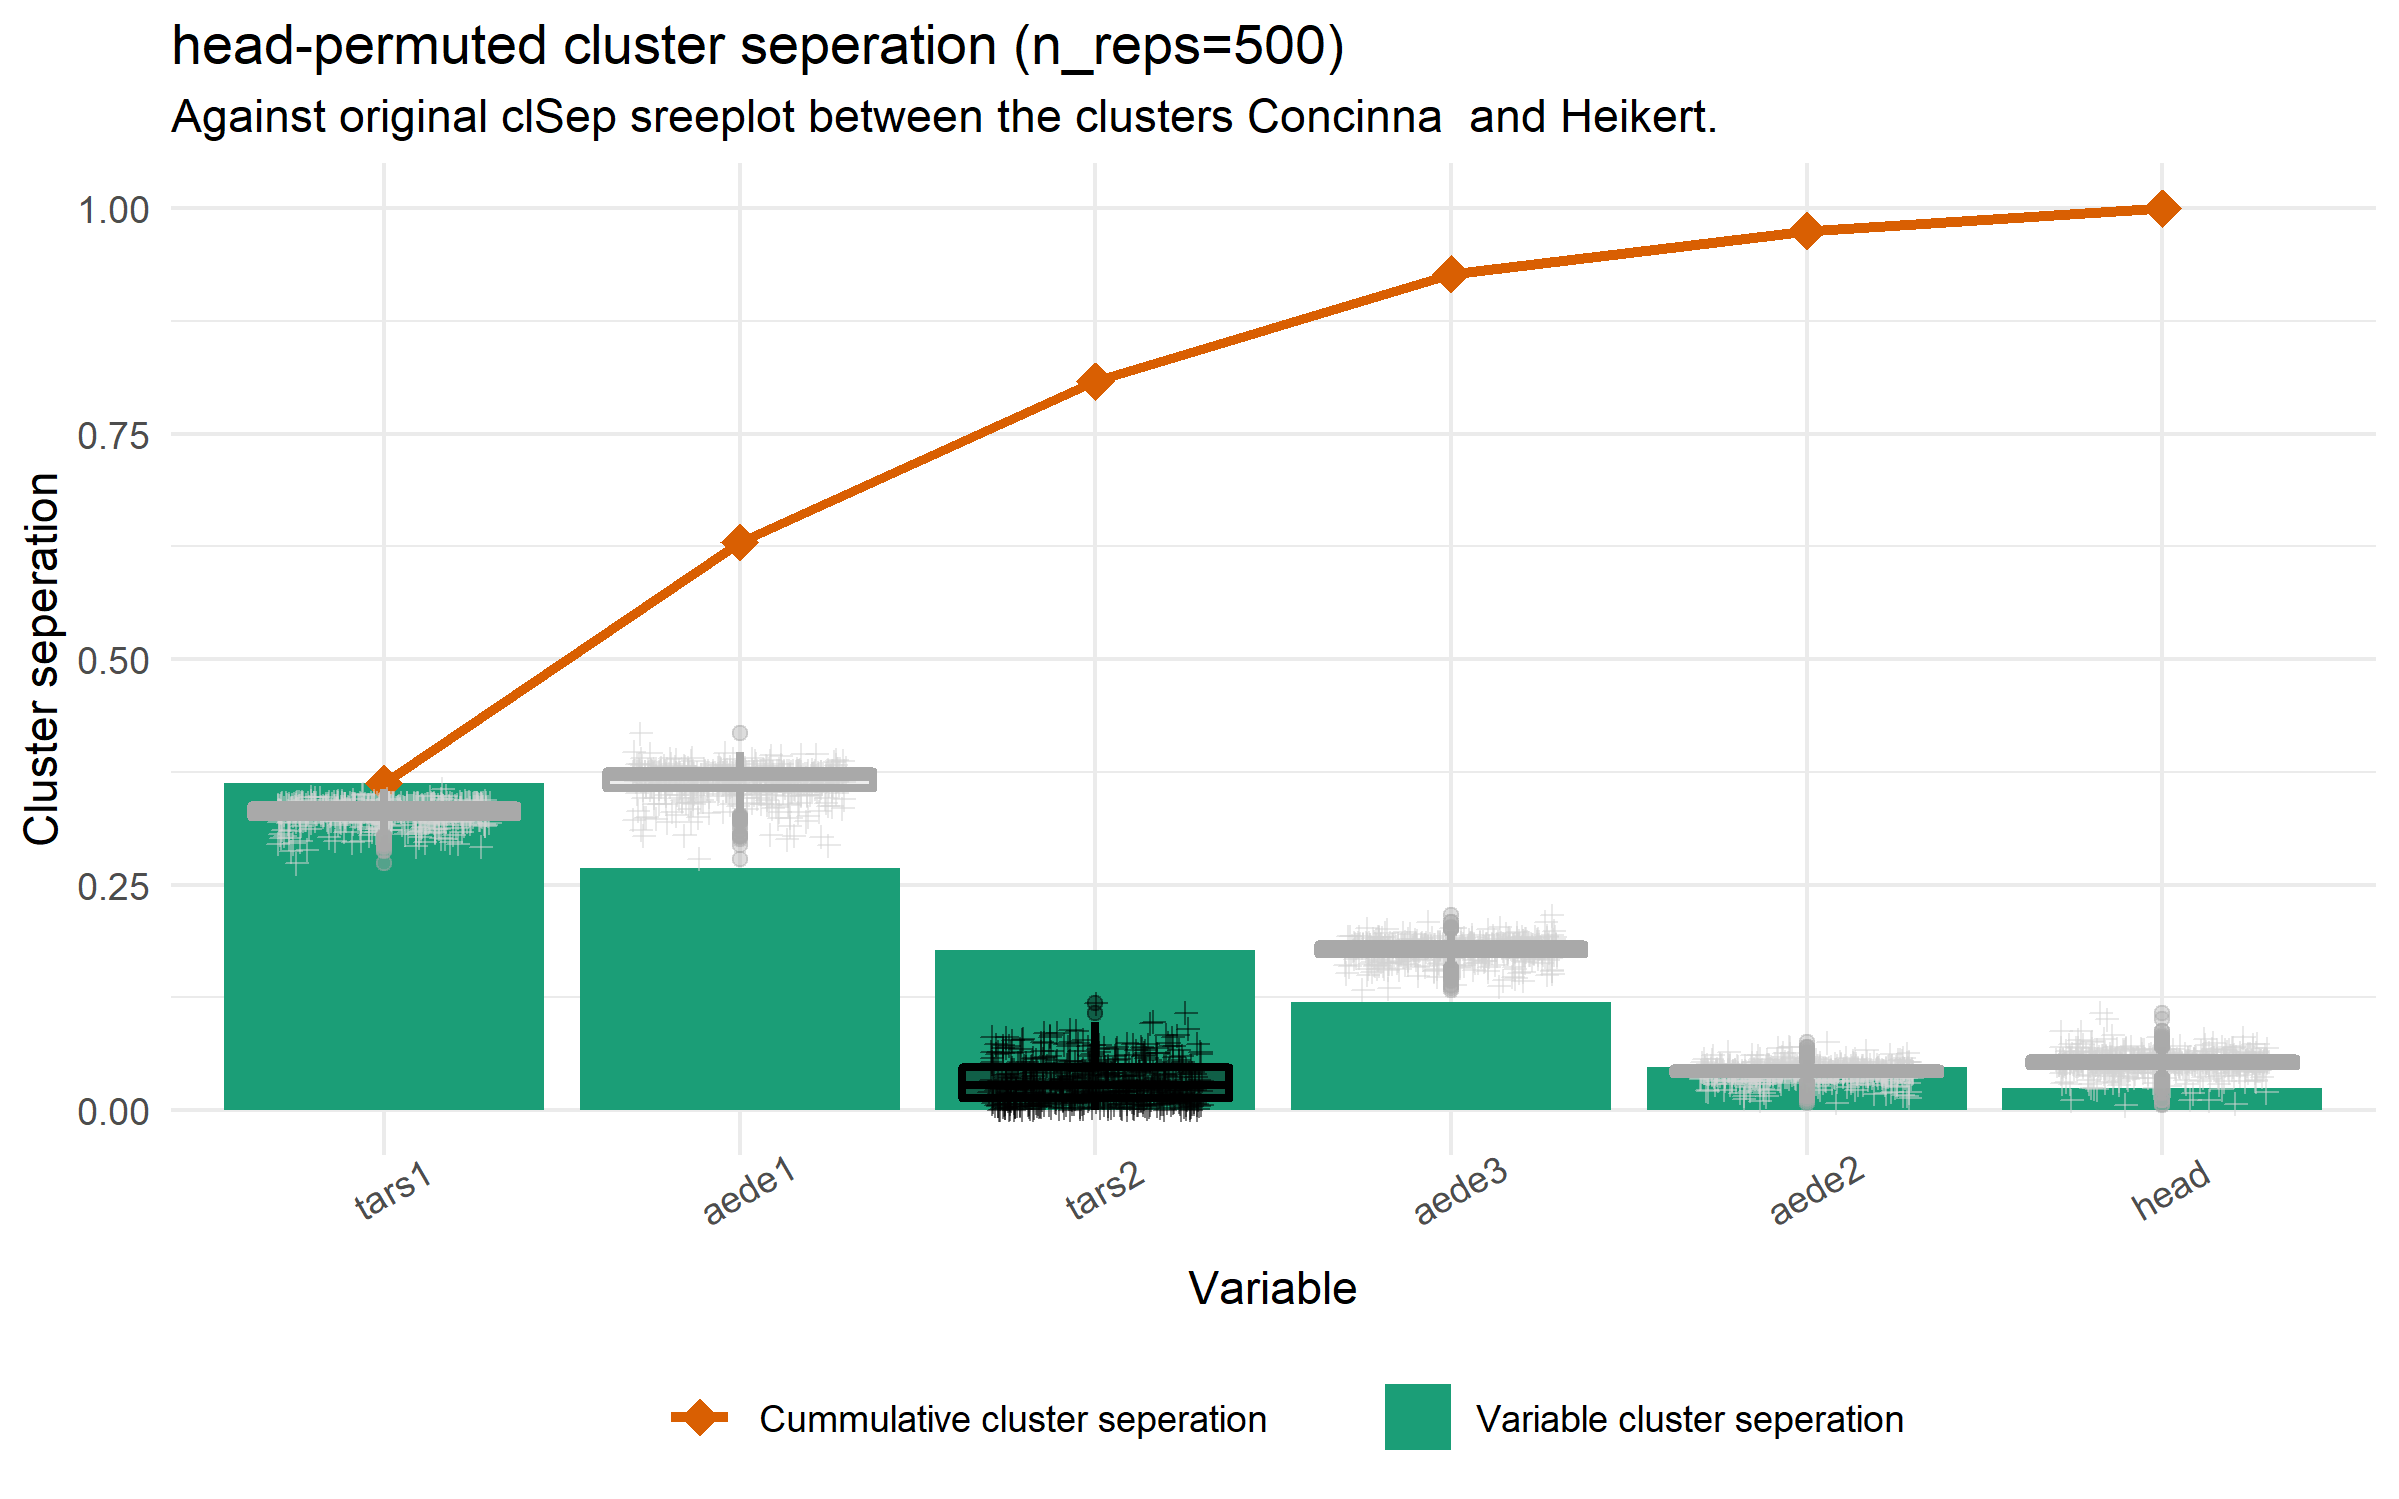 head-permuted cluster seperation (n_reps=500)
Against original clSep sreeplot between the clusters Concinna  and Heikert.
Cluster seperation
1.00
0.75
0.50
0.25
0.00
tars1
aede1
tars2
aede3
aede2
head
Variable
Cummulative cluster seperation
Variable cluster seperation